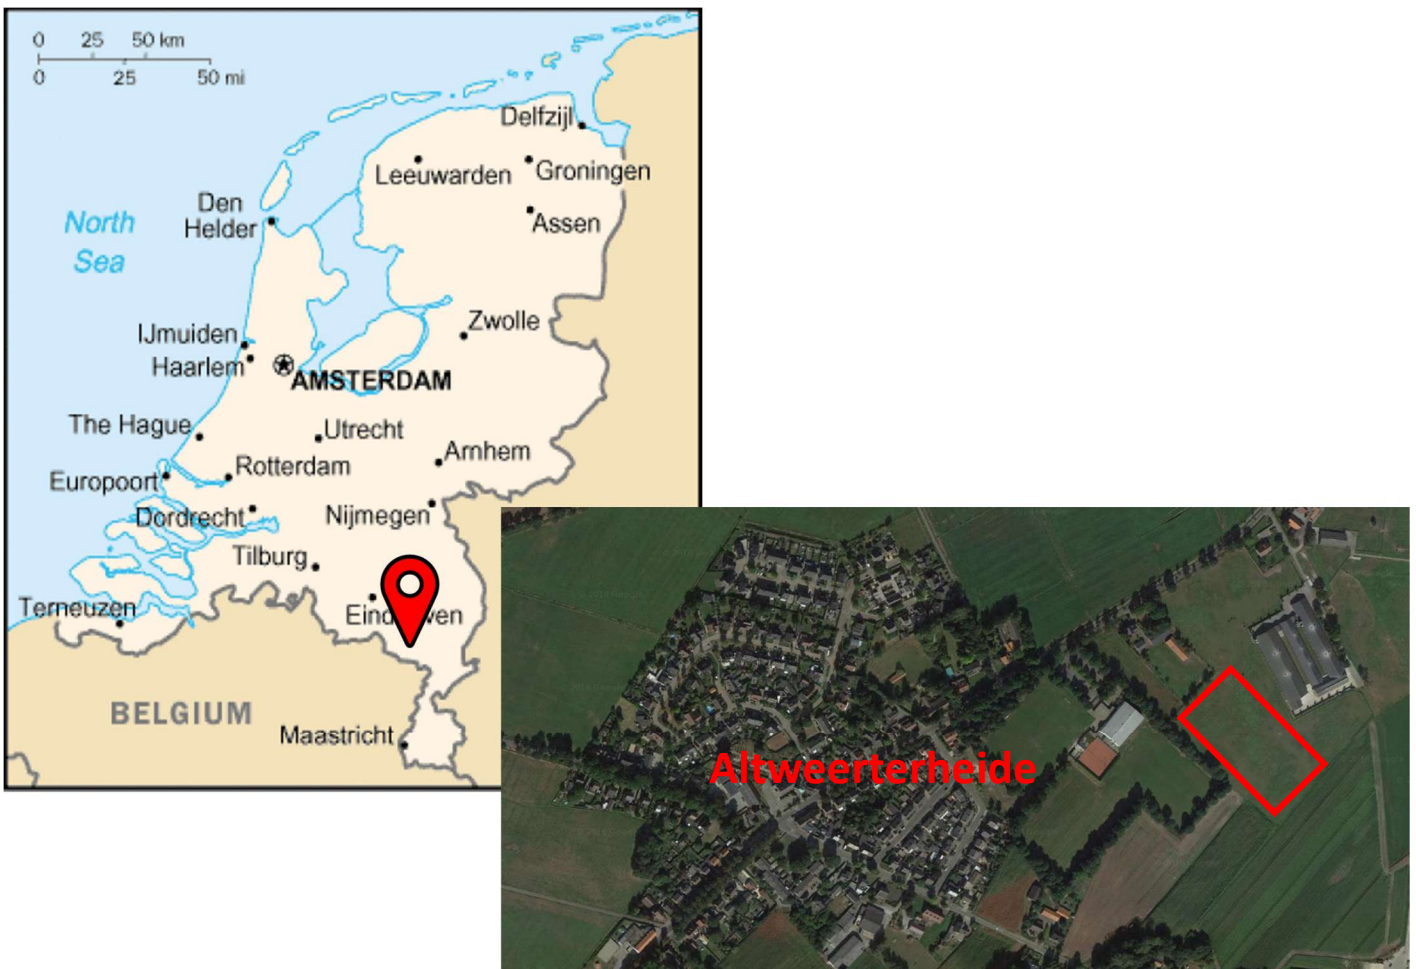 0 25 50 km
0 25 50 mi
Delfzijl
Leeuwarden
Groningen
Den
Helder
Assen
North
Sea
Zwolle
IJmuiden
Haarlem
AMSTERDAM
The Hague
Utrecht
Arnhem
Rotterdam
Europoort
Dordrecht
Nijmegen
Tilburg
Terneuzen
BELGIUM
Maastricht
Altweerterheide